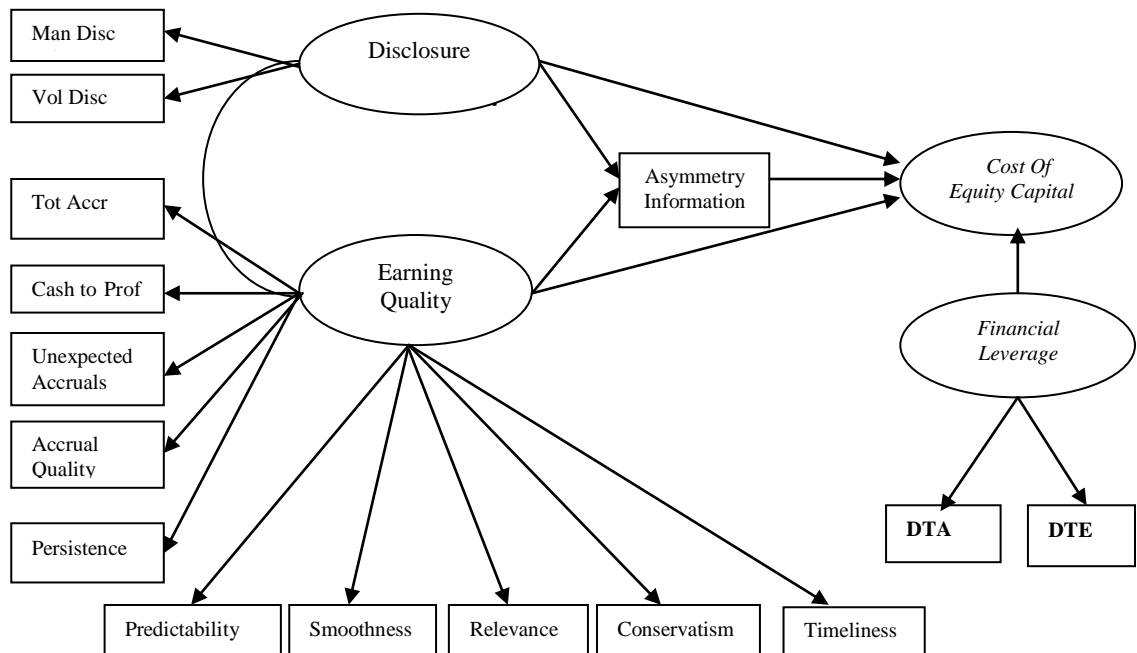 Man Disc
Disclosure
Vol Disc
Cost Of
Equity Capital
Asymmetry
Information
Tot Accr
Earning
Quality
Cash to Prof
Financial
Leverage
Unexpected
Accruals
Accrual
Quality
DTA
DTE
Persistence
Predictability
Smoothness
Relevance
Conservatism
Timeliness